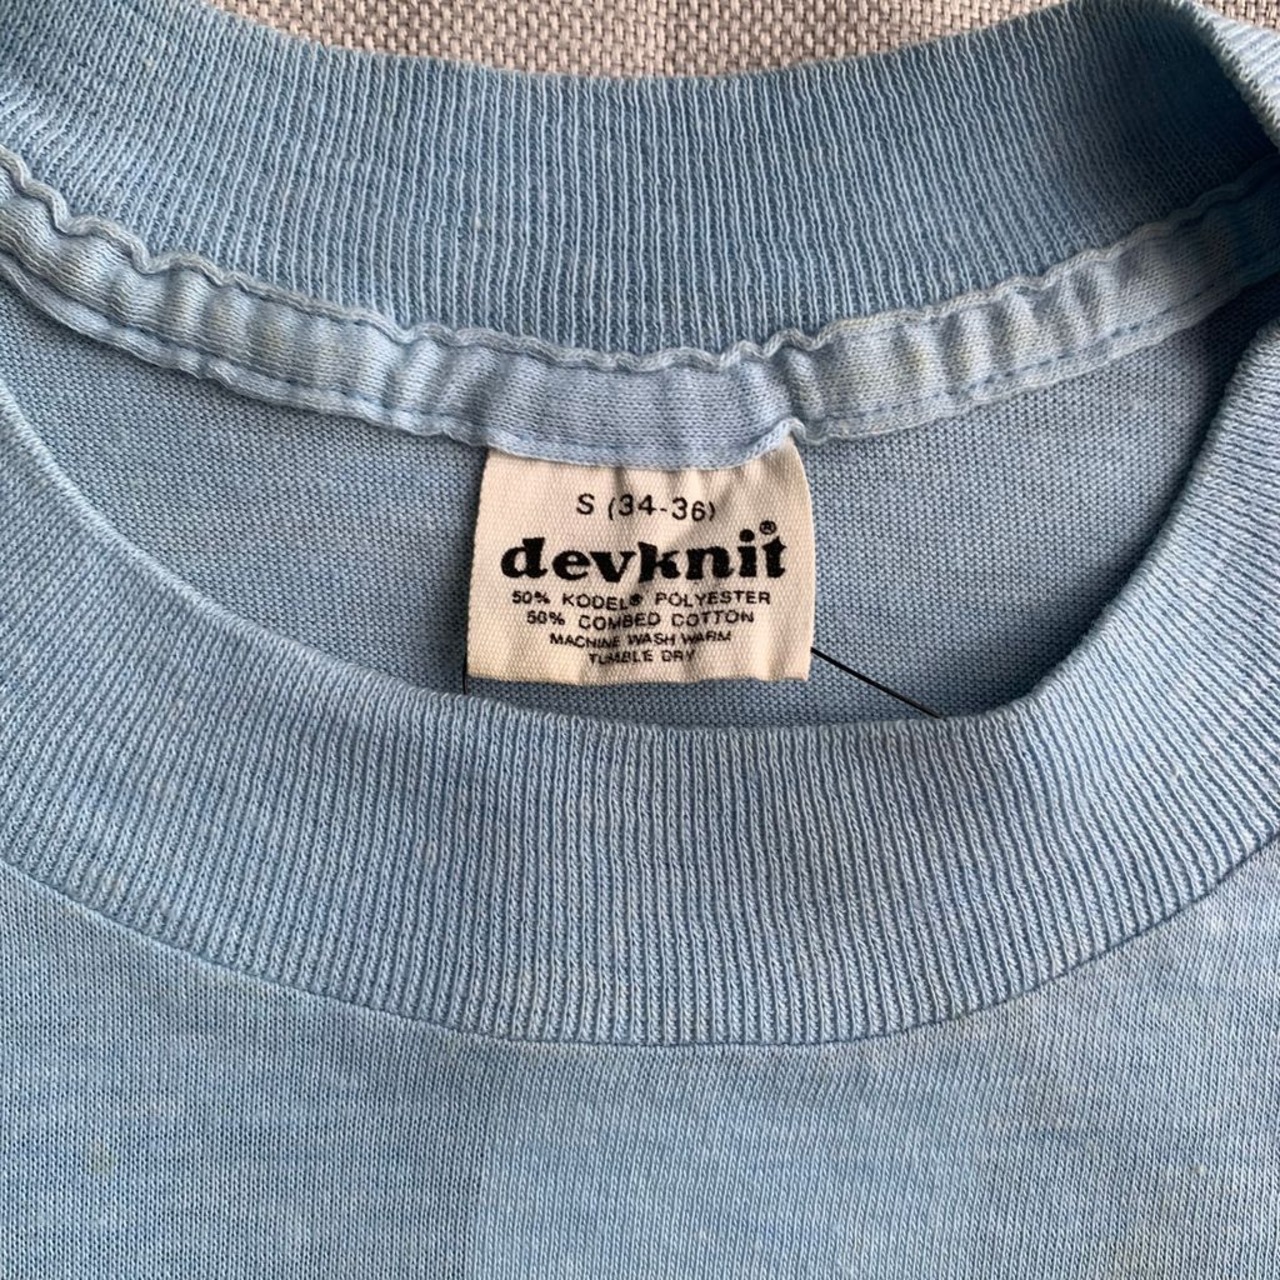 S (34-36)
devknit®
50% KODEL® POLYESTER
50% COMBED COTTON
MACHINE WASH WARM
TUMBLE DRY